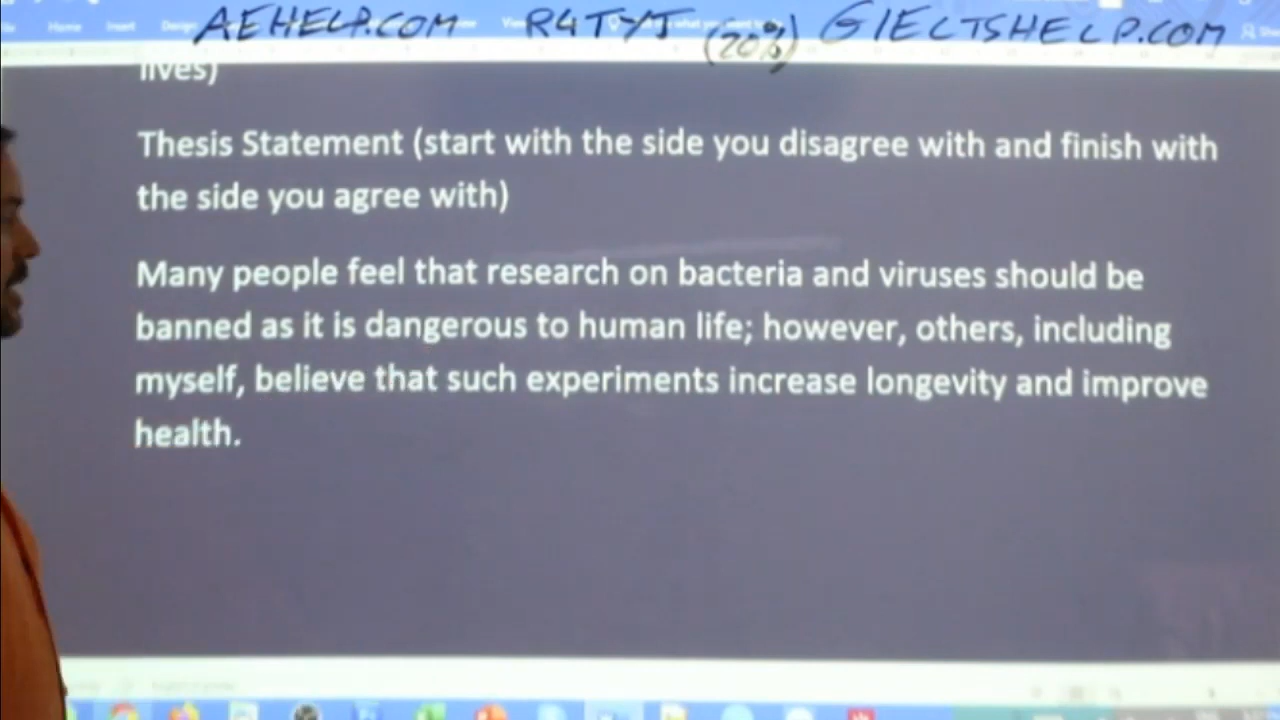 AEHELP.COM R4TYJ (20%) GIELTSHELP.COM
Home Insert
lives)
Thesis Statement (start with the side you disagree with and finish with
the side you agree with)
Many people feel that research on bacteria and viruses should be
banned as it is dangerous to human life; however, others, including
myself, believe that such experiments increase longevity and improve
health.